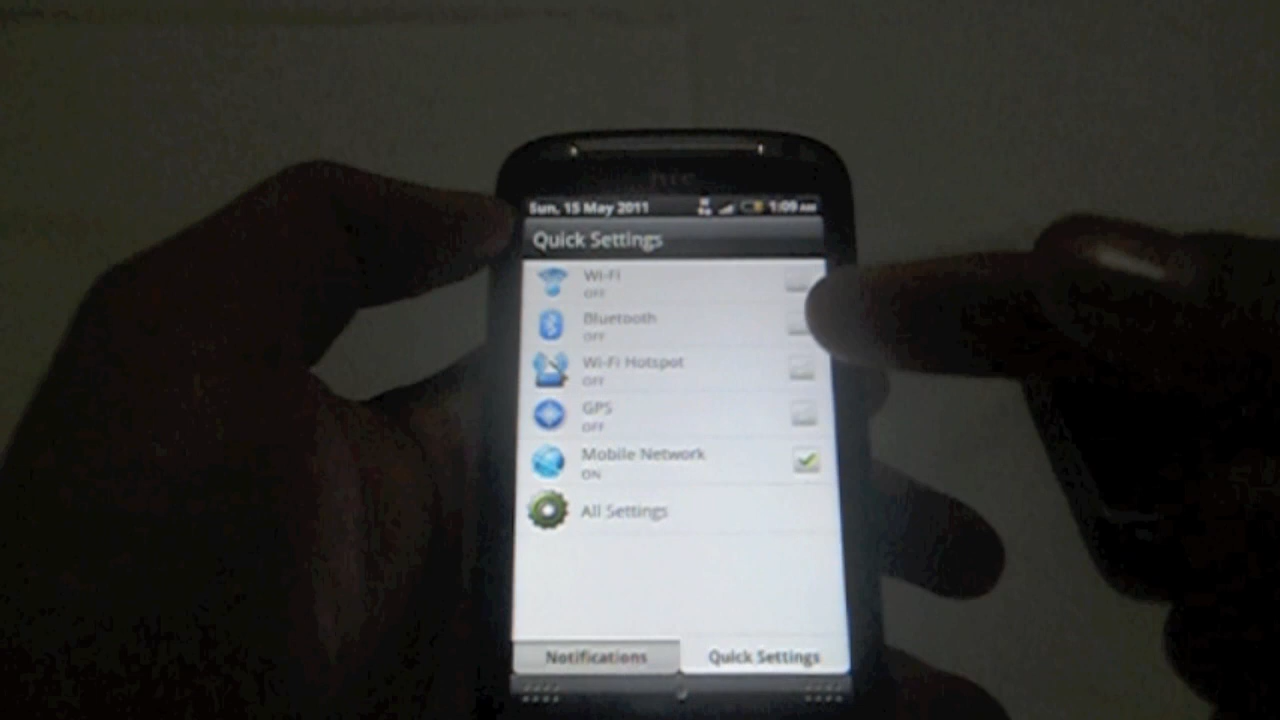 hTC
Sun, 15 May 2011 1:09 AM
Quick Settings
Wi-Fi
OFF
Bluetooth
OFF
Wi-Fi Hotspot
OFF
GPS
OFF
Mobile Network
ON
All Settings
Notifications Quick Settings